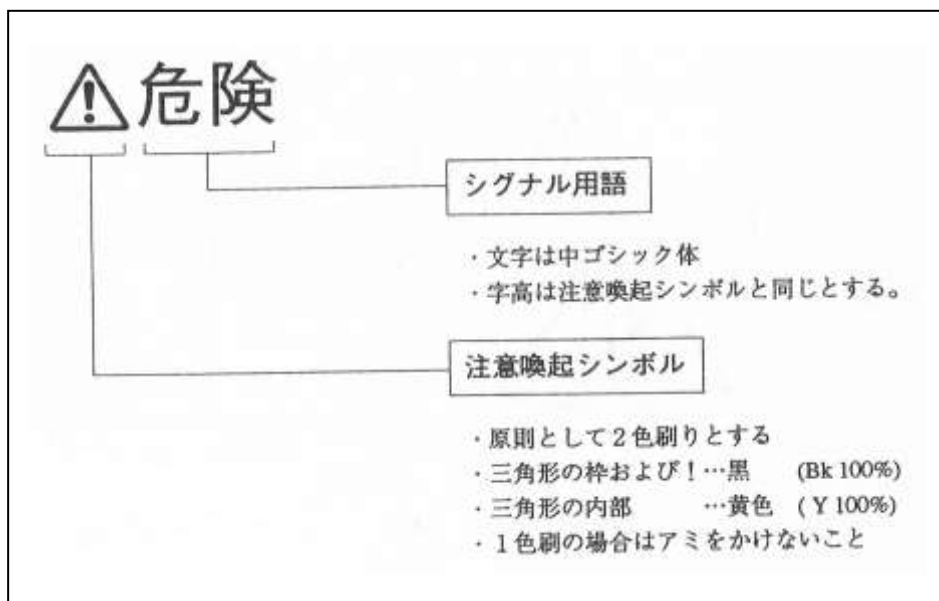 ⚠危険
シグナル用語
・文字は中ゴシック体
・字高は注意喚起シンボルと同じとする。
注意喚起シンボル
・原則として2色刷りとする
・三角形の枠および!…黒 (Bk 100%)
・三角形の内部 …黄色 (Y 100%)
・1色刷の場合はアミをかけないこと